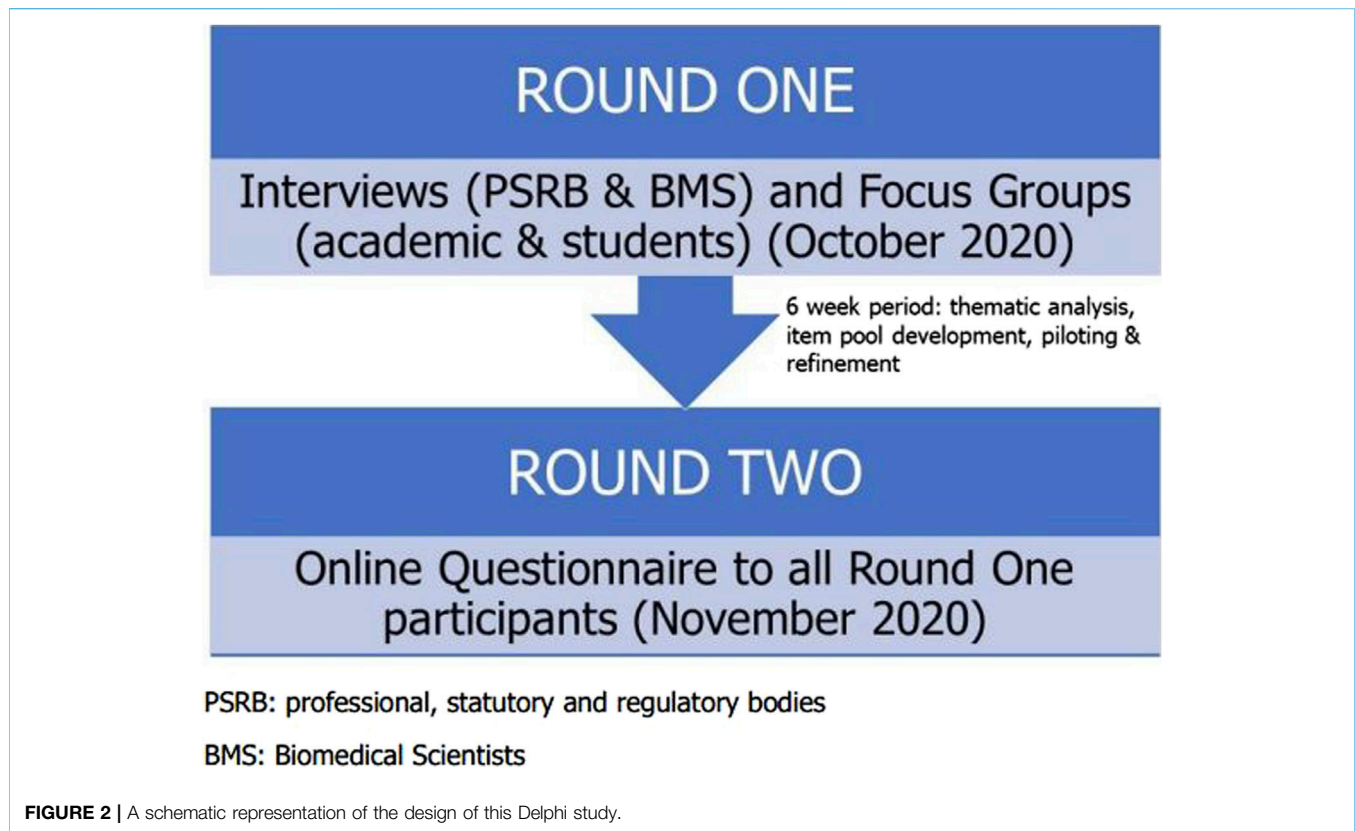 ROUND ONE
Interviews (PSRB & BMS) and Focus Groups
(academic & students) (October 2020)
6 week period: thematic analysis,
item pool development, piloting &
refinement
ROUND TWO
Online Questionnaire to all Round One
participants (November 2020)
PSRB: professional, statutory and regulatory bodies
BMS: Biomedical Scientists
FIGURE 2 | A schematic representation of the design of this Delphi study.